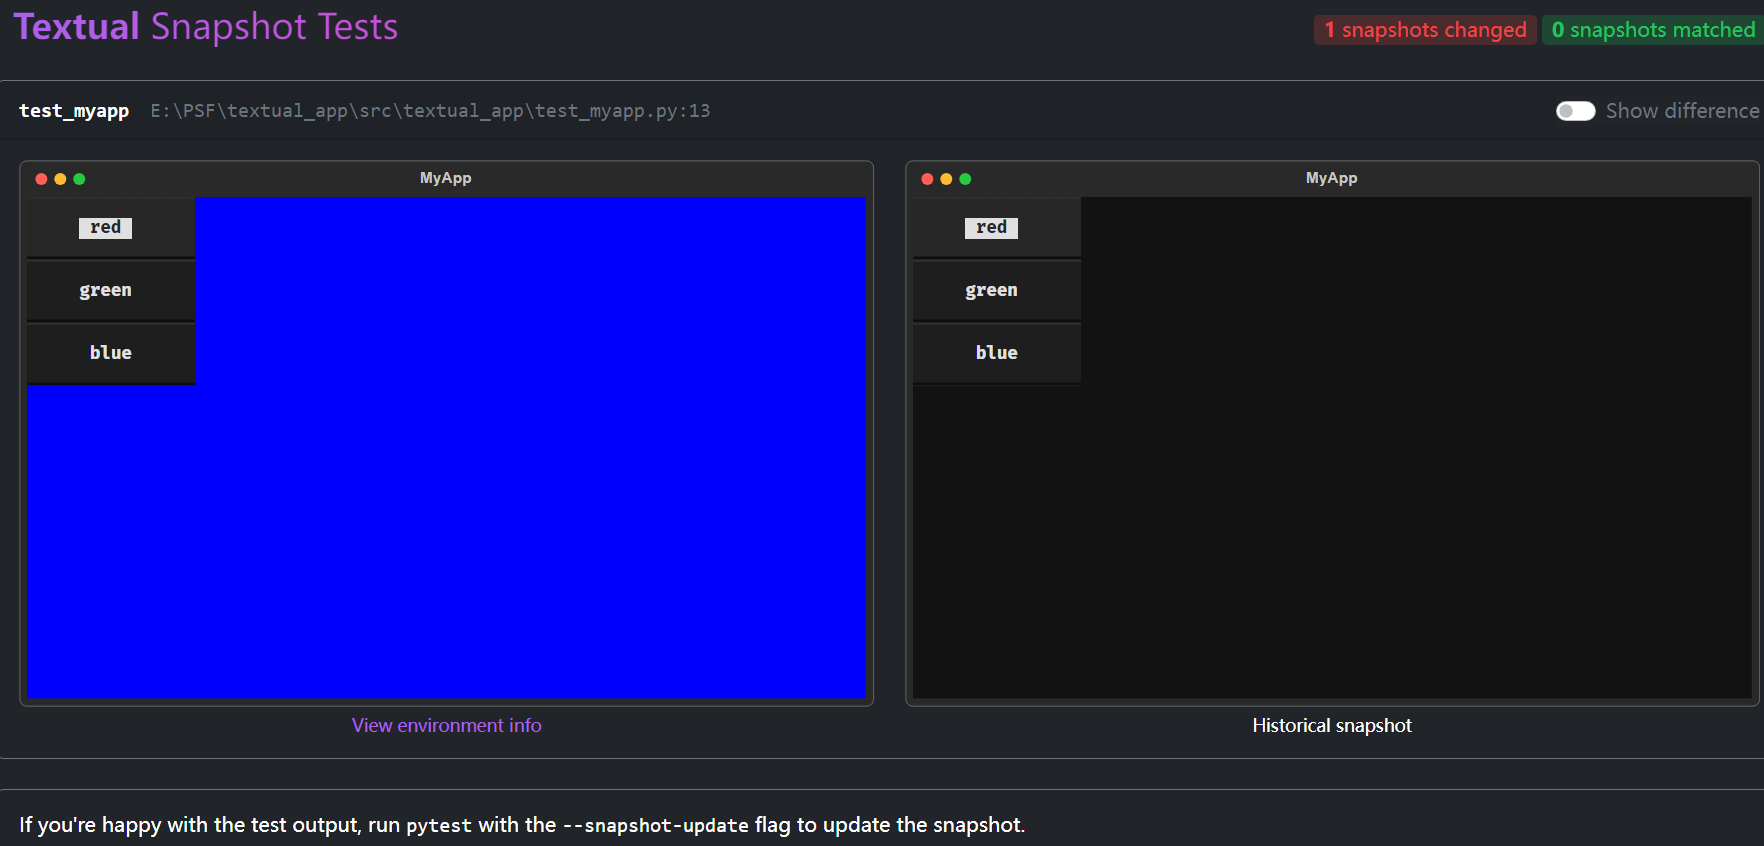 Textual Snapshot Tests
1 snapshots changed 0 snapshots matched
test_myapp E:\PSF\textual_app\src\textual_app\test_myapp.py:13
Show difference
MyApp
red
green
blue
View environment info
MyApp
red
green
blue
Historical snapshot
If you're happy with the test output, run pytest with the --snapshot-update flag to update the snapshot.